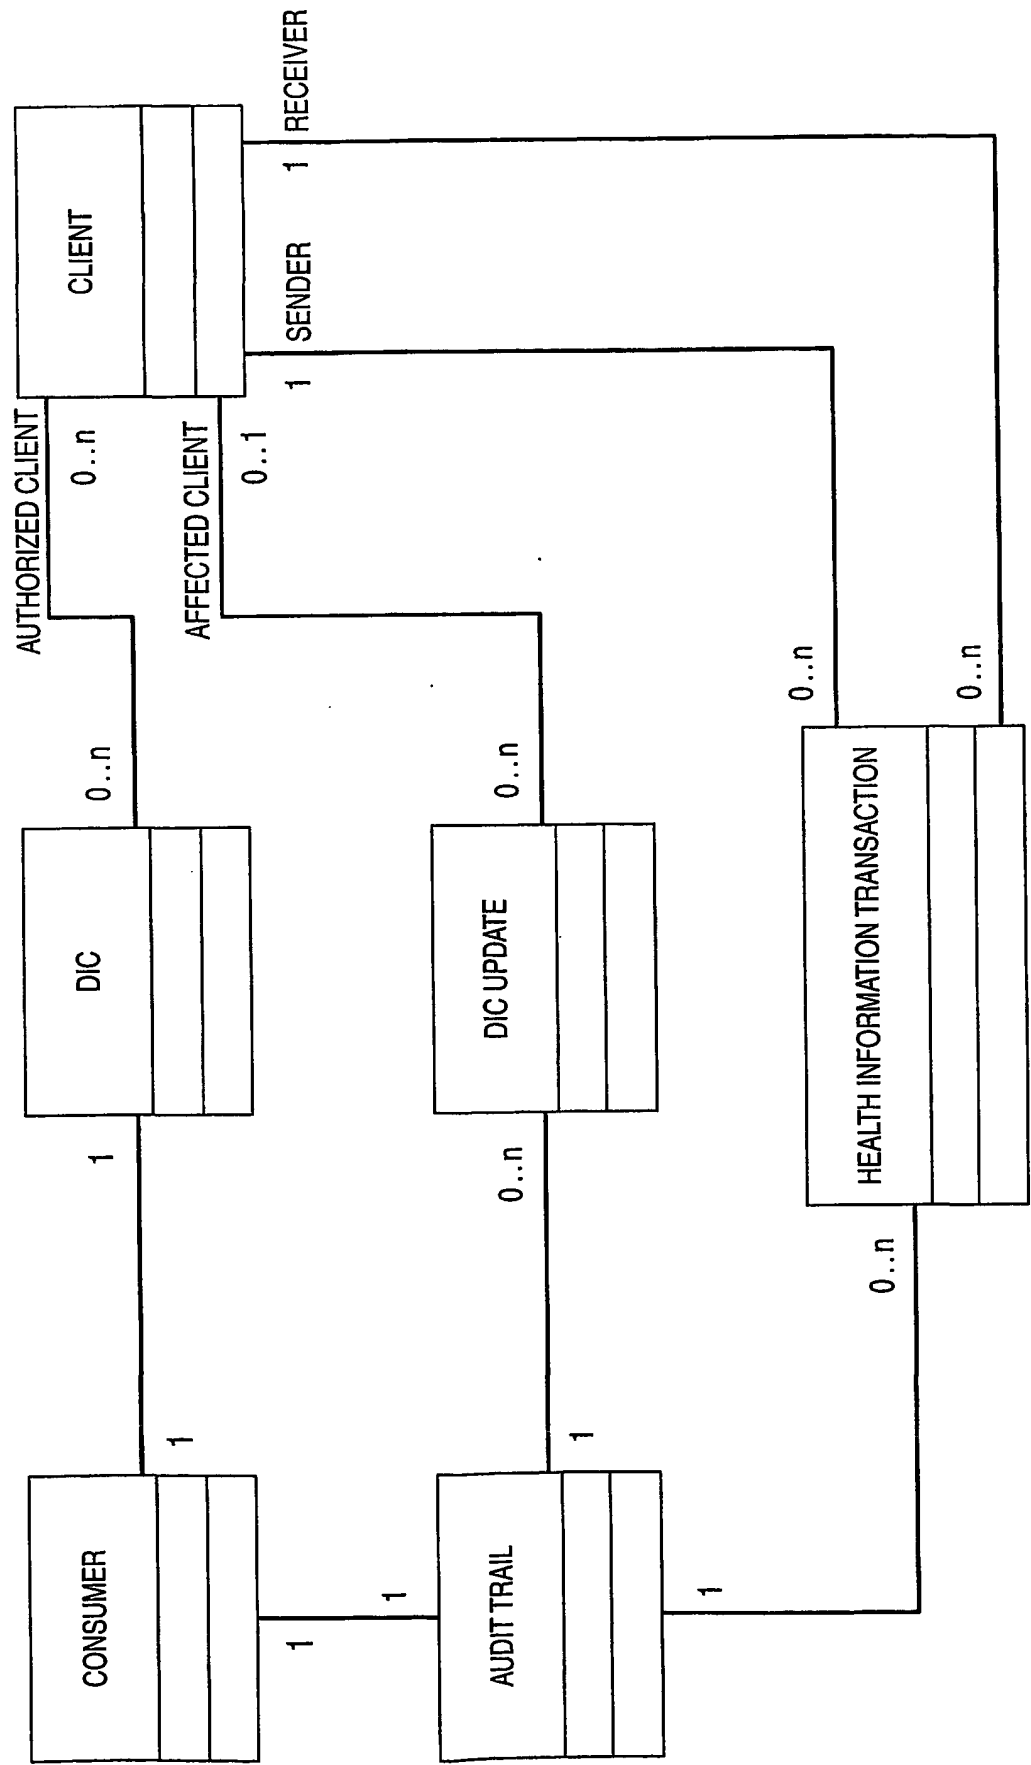 CONSUMER
1
1
DIC
0..n
AUTHORIZED CLIENT
0..n
CLIENT
AFFECTED CLIENT
0..1
1
SENDER
1
RECEIVER
1
1
AUDIT TRAIL
1
0..n
DIC UPDATE
0..n
1
0..n
HEALTH INFORMATION TRANSACTION
0..n
0..n